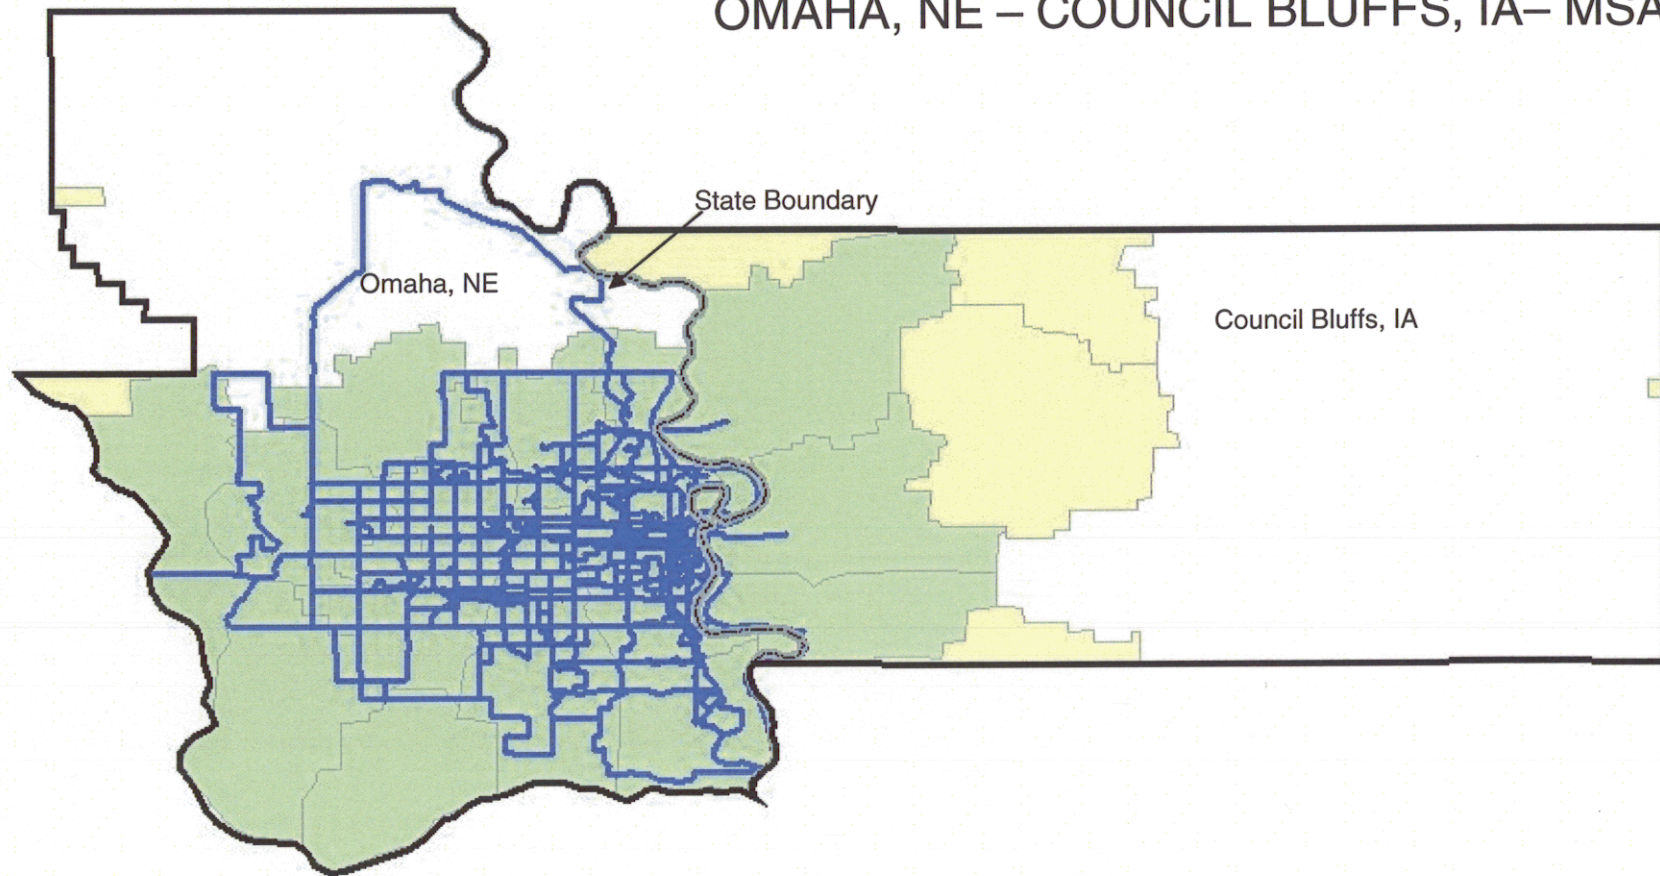 OMAHA, NE – COUNCIL BLUFFS, IA– MSA
State Boundary
Omaha, NE
Council Bluffs, IA